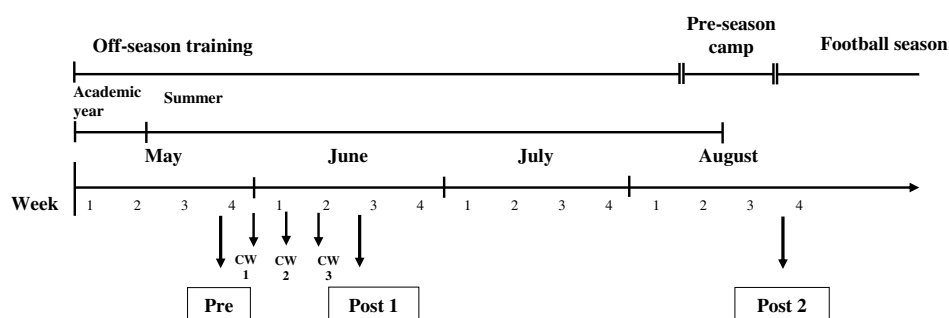 Off-season training
Pre-season
camp
Football season
Academic
year
Summer
May
June
July
August
Week
1 2 3 4 1 2 3 4 1 2 3 4 1 2 3 4
CW
1
CW
2
CW
3
Pre
Post 1
Post 2